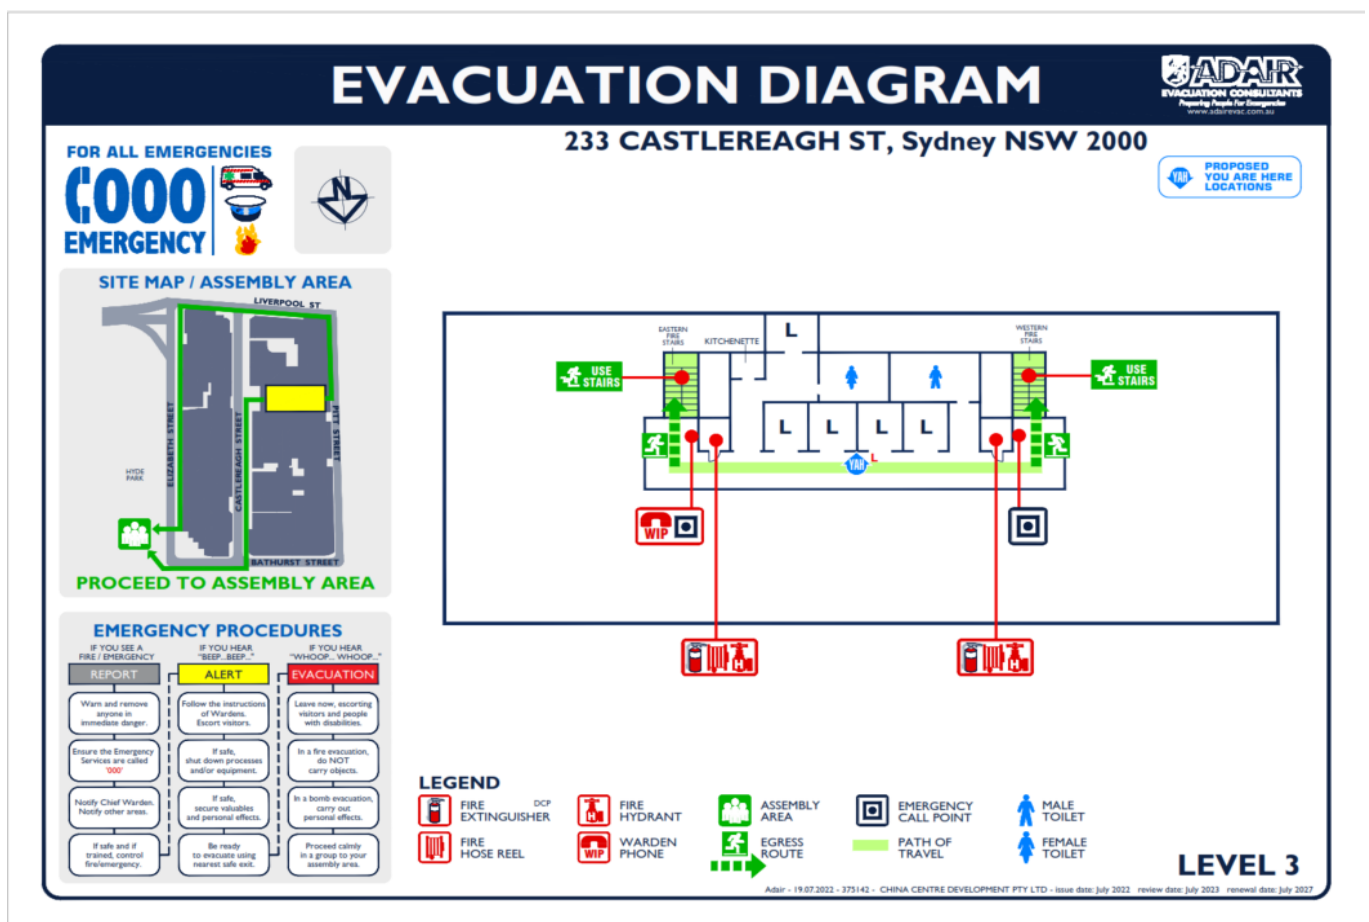 EVACUATION DIAGRAM
ADAIR
EVACUATION CONSULTANTS
Preparing People For Emergencies
www.adairevac.com.au
233 CASTLEREAGH ST, Sydney NSW 2000
YAH
PROPOSED
YOU ARE HERE
LOCATIONS
FOR ALL EMERGENCIES
000
EMERGENCY
N
SITE MAP / ASSEMBLY AREA
LIVERPOOL ST
ELIZABETH STREET
CASTLEREAGH STREET
PITT STREET
HYDE
PARK
BATHURST STREET
PROCEED TO ASSEMBLY AREA
EASTERN
FIRE
STAIRS
KITCHENETTE
L
WESTERN
FIRE
STAIRS
USE
STAIRS
USE
STAIRS
L
L
L
L
YAH
L
WIP
H
H
EMERGENCY PROCEDURES
IF YOU SEE A
FIRE / EMERGENCY
REPORT
Warn and remove
anyone in
immediate danger.
Ensure the Emergency
Services are called
'000'
Notify Chief Warden.
Notify other areas.
If safe and if
trained, control
fire/emergency.
IF YOU HEAR
"BEEP...BEEP..."
ALERT
Follow the instructions
of Wardens.
Escort visitors.
If safe,
shut down processes
and/or equipment.
If safe,
secure valuables
and personal effects.
Be ready
to evacuate using
nearest safe exit.
IF YOU HEAR
"WHOOP... WHOOP..."
EVACUATION
Leave now, escorting
visitors and people
with disabilities.
In a fire evacuation,
do NOT
carry objects.
In a bomb evacuation,
carry out
personal effects.
Proceed calmly
in a group to your
assembly area.
LEGEND
FIRE DCP
EXTINGUISHER
FIRE
HOSE REEL
H
FIRE
HYDRANT
WIP
WARDEN
PHONE
ASSEMBLY
AREA
EGRESS
ROUTE
EMERGENCY
CALL POINT
PATH OF
TRAVEL
MALE
TOILET
FEMALE
TOILET
LEVEL 3
Adair - 19.07.2022 - 375142 - CHINA CENTRE DEVELOPMENT PTY LTD - issue date: July 2022 review date: July 2023 renewal date: July 2027